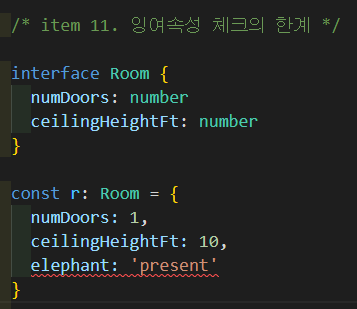 /* item 11. 잉여속성 체크의 한계 */
interface Room {
numDoors: number
ceilingHeightFt: number
}
const r: Room = {
numDoors: 1,
ceilingHeightFt: 10,
elephant: 'present'
}